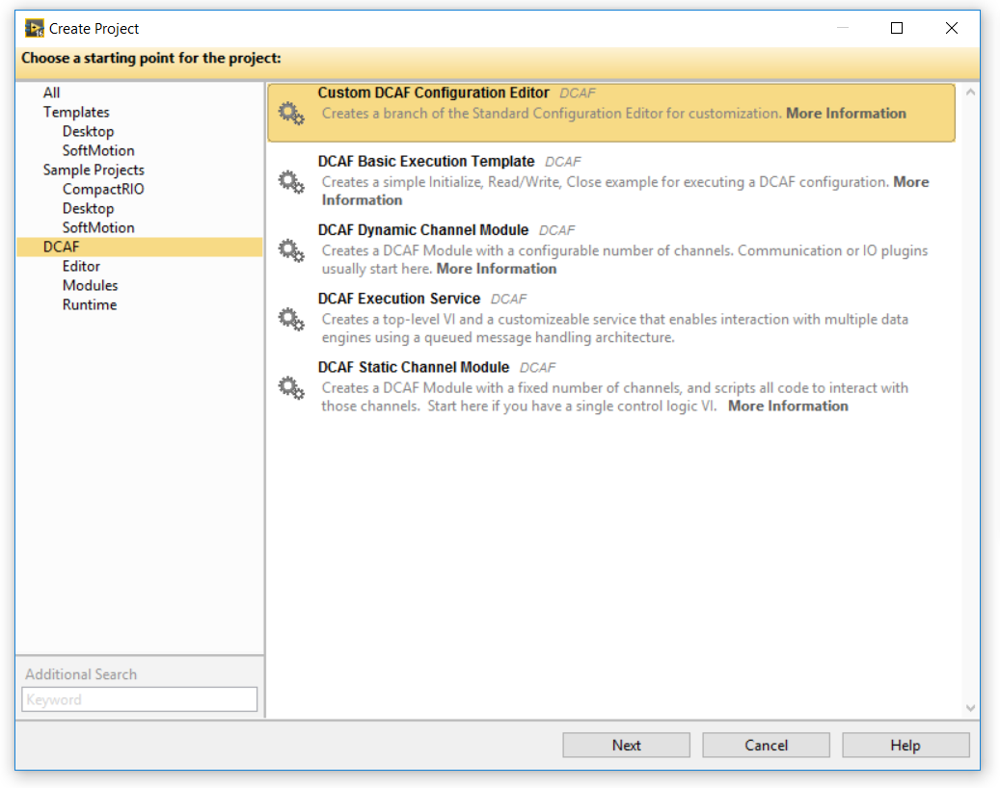 Create Project
Choose a starting point for the project:
All
Templates
Desktop
SoftMotion
Sample Projects
CompactRIO
Desktop
SoftMotion
DCAF
Editor
Modules
Runtime
Additional Search
Keyword
Custom DCAF Configuration Editor DCAF
Creates a branch of the Standard Configuration Editor for customization. More Information
DCAF Basic Execution Template DCAF
Creates a simple Initialize, Read/Write, Close example for executing a DCAF configuration. More
Information
DCAF Dynamic Channel Module DCAF
Creates a DCAF Module with a configurable number of channels. Communication or IO plugins
usually start here. More Information
DCAF Execution Service DCAF
Creates a top-level VI and a customizeable service that enables interaction with multiple data
engines using a queued message handling architecture.
DCAF Static Channel Module DCAF
Creates a DCAF Module with a fixed number of channels, and scripts all code to interact with
those channels. Start here if you have a single control logic VI. More Information
Next
Cancel
Help